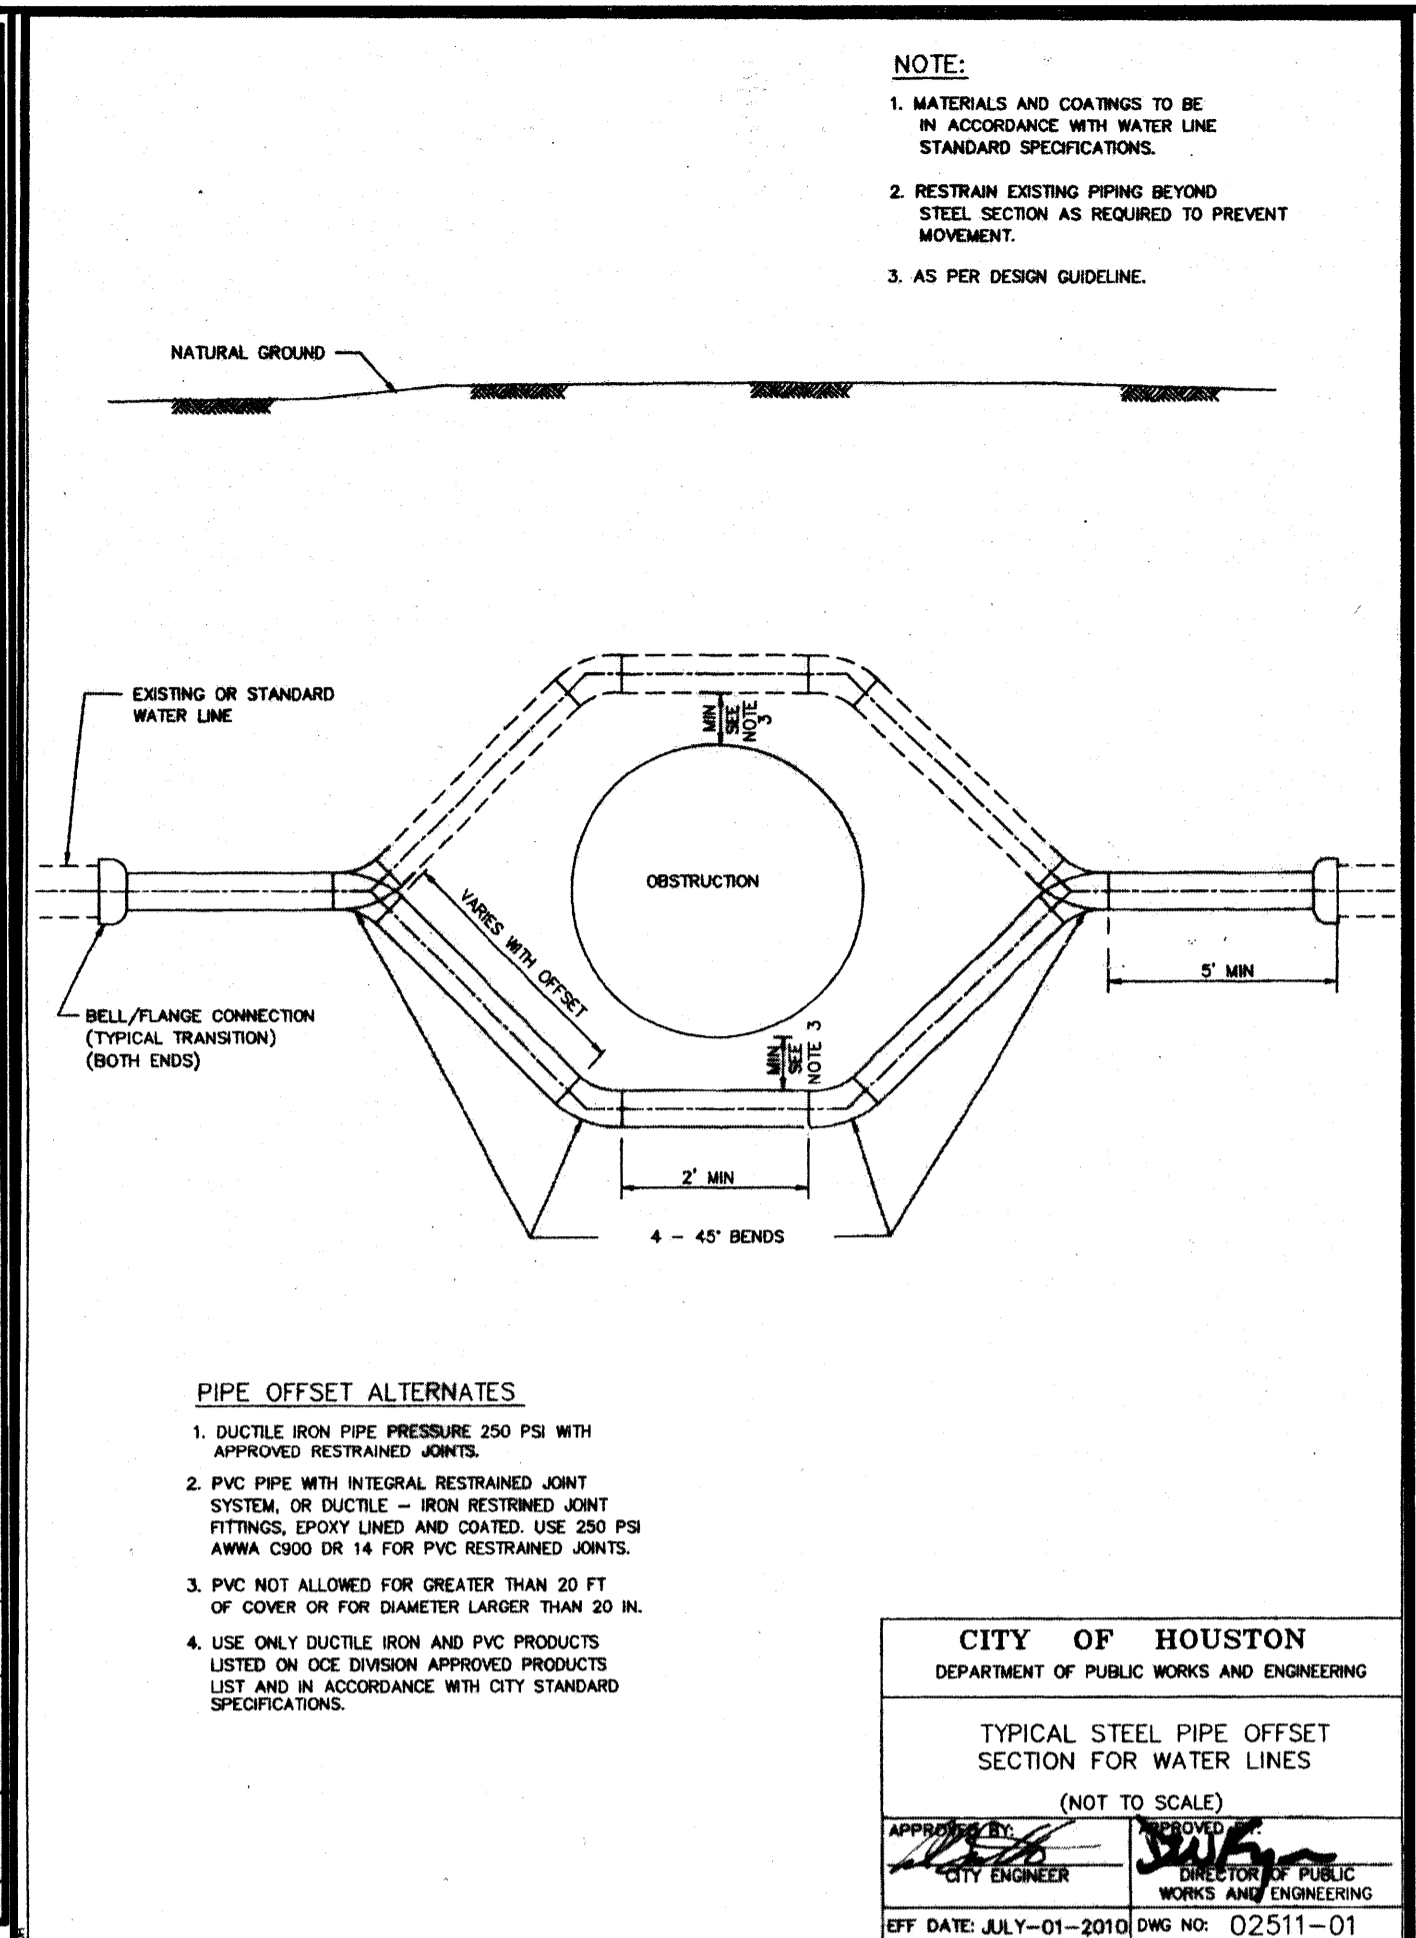 NOTE:
1. MATERIALS AND COATINGS TO BE
IN ACCORDANCE WITH WATER LINE
STANDARD SPECIFICATIONS.
2. RESTRAIN EXISTING PIPING BEYOND
STEEL SECTION AS REQUIRED TO PREVENT
MOVEMENT.
3. AS PER DESIGN GUIDELINE.
NATURAL GROUND
EXISTING OR STANDARD
WATER LINE
MIN
SEE
NOTE
3
OBSTRUCTION
VARIES WITH OFFSET
5' MIN
BELL/FLANGE CONNECTION
(TYPICAL TRANSITION)
(BOTH ENDS)
MIN
SEE
NOTE 3
2' MIN
4 - 45° BENDS
PIPE OFFSET ALTERNATES
1. DUCTILE IRON PIPE PRESSURE 250 PSI WITH
APPROVED RESTRAINED JOINTS.
2. PVC PIPE WITH INTEGRAL RESTRAINED JOINT
SYSTEM, OR DUCTILE - IRON RESTRINED JOINT
FITTINGS, EPOXY LINED AND COATED. USE 250 PSI
AWWA C900 DR 14 FOR PVC RESTRAINED JOINTS.
3. PVC NOT ALLOWED FOR GREATER THAN 20 FT
OF COVER OR FOR DIAMETER LARGER THAN 20 IN.
4. USE ONLY DUCTILE IRON AND PVC PRODUCTS
LISTED ON OCE DIVISION APPROVED PRODUCTS
LIST AND IN ACCORDANCE WITH CITY STANDARD
SPECIFICATIONS.
CITY OF HOUSTON
DEPARTMENT OF PUBLIC WORKS AND ENGINEERING
TYPICAL STEEL PIPE OFFSET
SECTION FOR WATER LINES
(NOT TO SCALE)
APPROVED BY:
CITY ENGINEER
APPROVED BY:
DIRECTOR OF PUBLIC
WORKS AND ENGINEERING
EFF DATE: JULY-01-2010
DWG NO: 02511-01